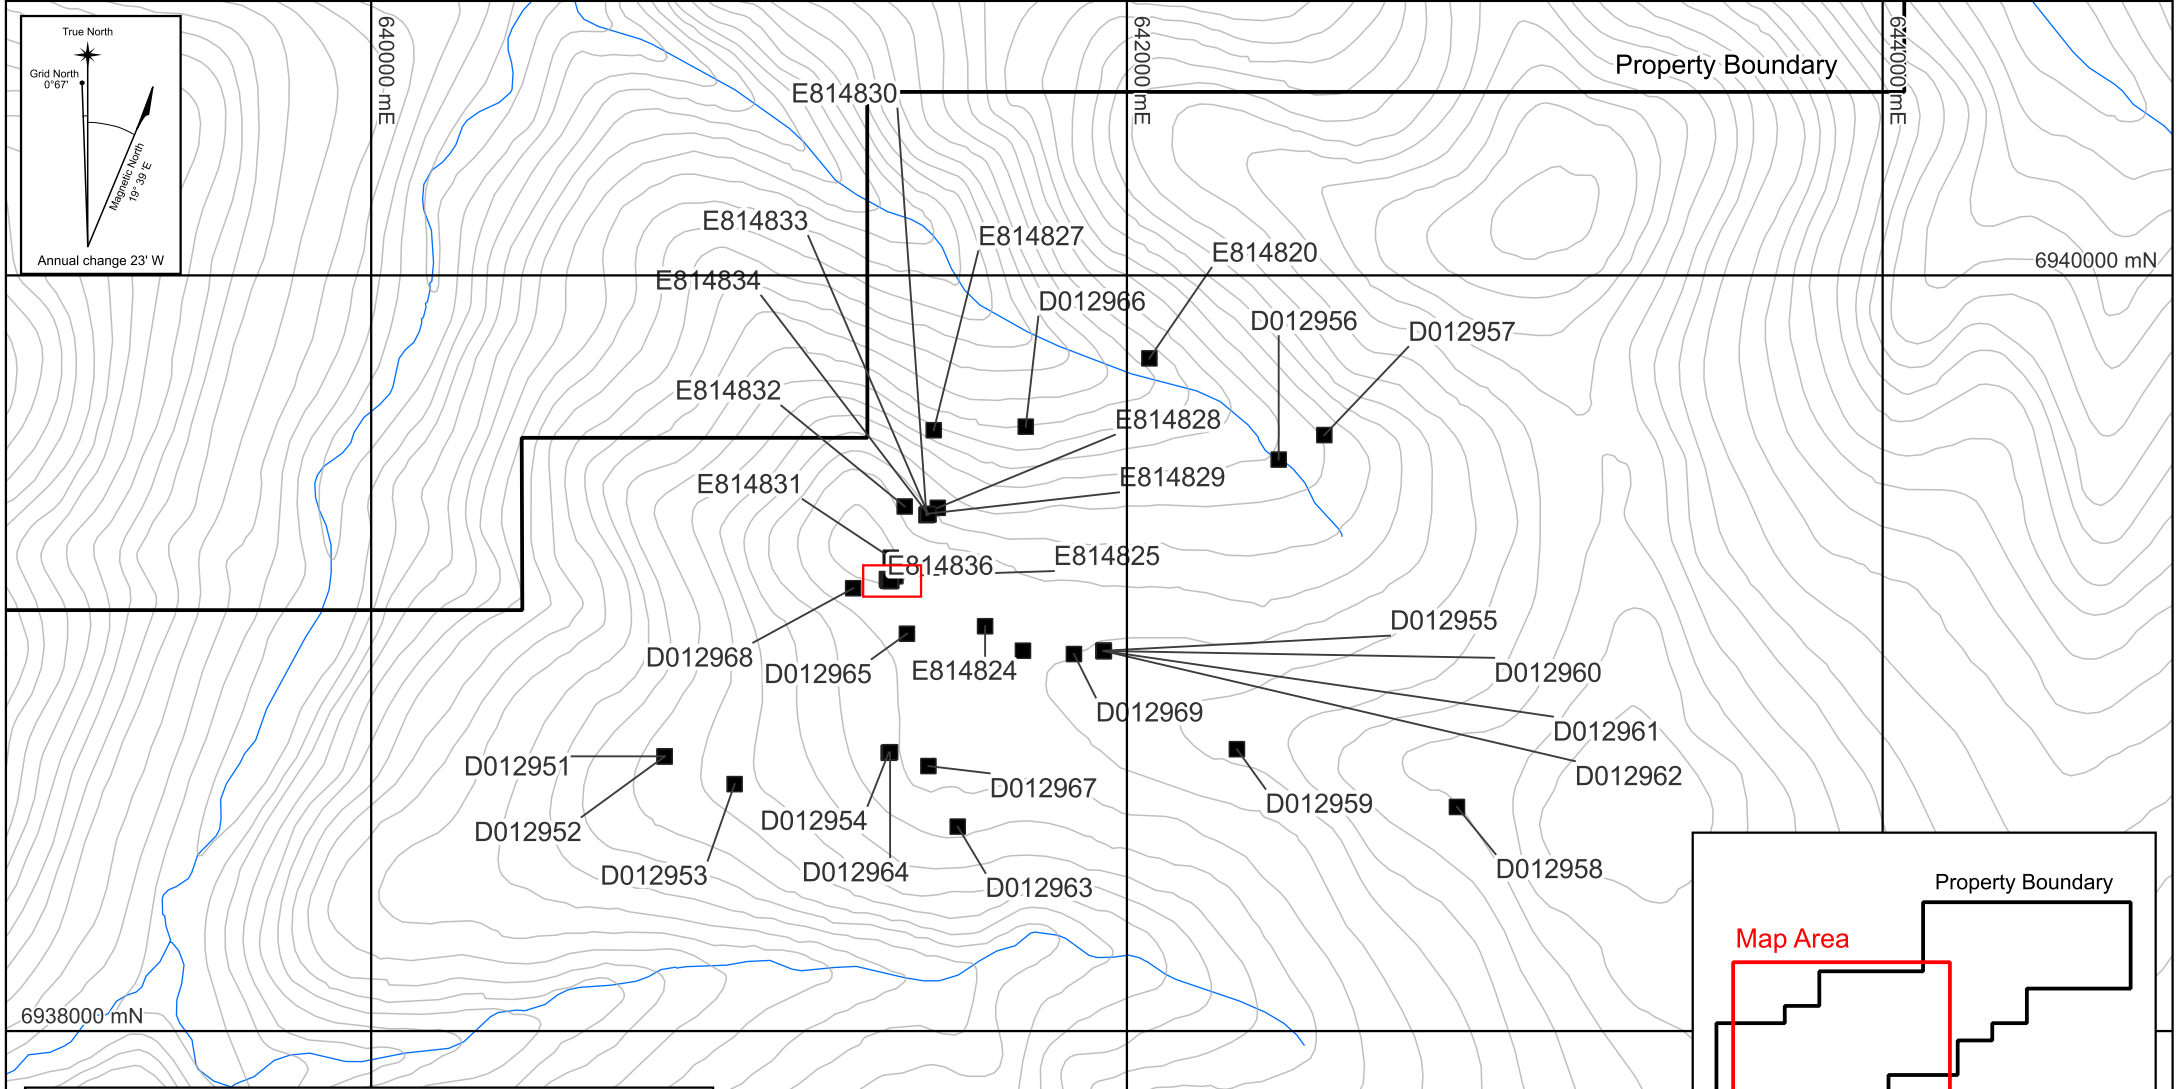 True North
Grid North
0°67'
Magnetic North
19° 39 'E
Annual change 23' W
640000 mE
642000 mE
644000 mE
Property Boundary
E814830
E814833
E814827
E814820
6940000 mN
E814834
D012966
D012956
D012957
E814832
E814828
E814829
E814831
E814836
E814825
D012955
D012968
D012965
E814824
D012960
D012969
D012961
D012951
D012962
D012967
D012959
D012952
D012954
D012953
D012964
D012963
D012958
Property Boundary
Map Area
6938000 mN